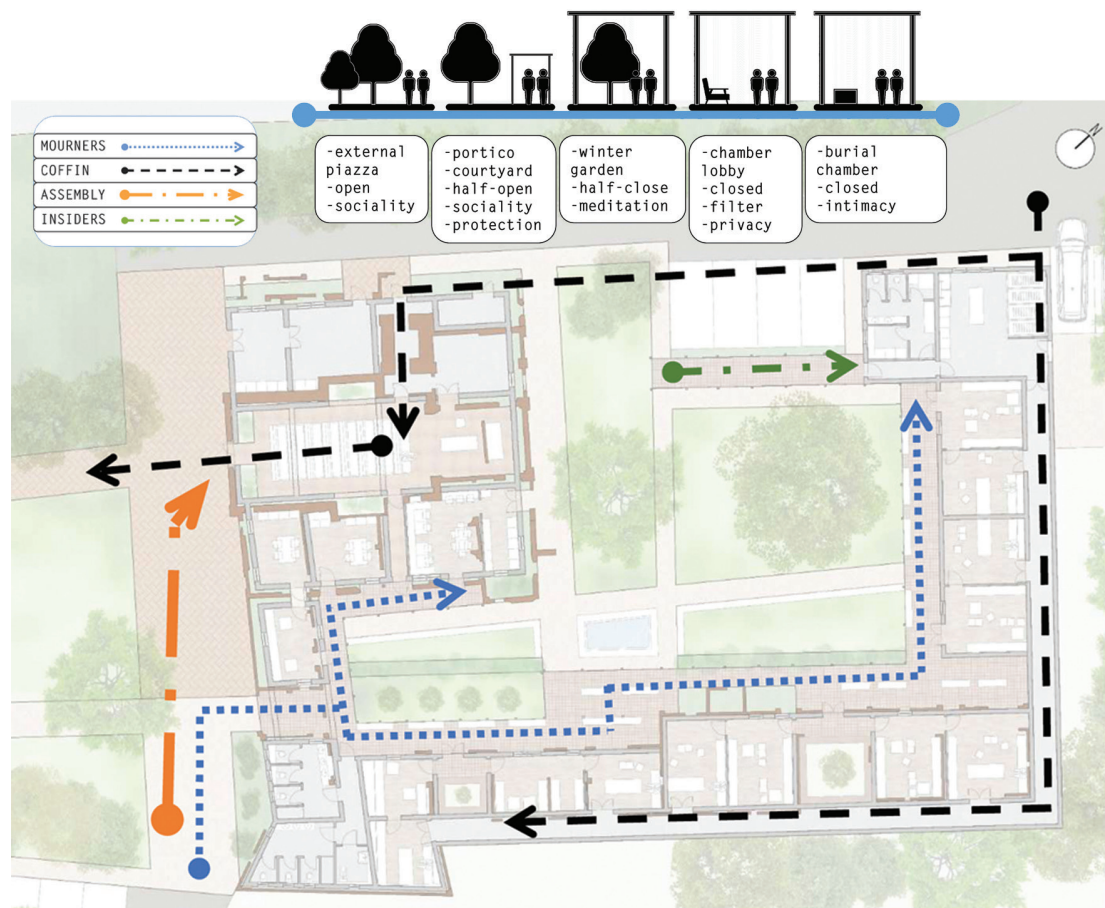 MOURNERS
COFFIN
ASSEMBLY
INSIDERS
-external
piazza
-open
-sociality
-portico
-courtyard
-half-open
-sociality
-protection
-winter
garden
-half-close
-meditation
-chamber
lobby
-closed
-filter
-privacy
-burial
chamber
-closed
-intimacy
N